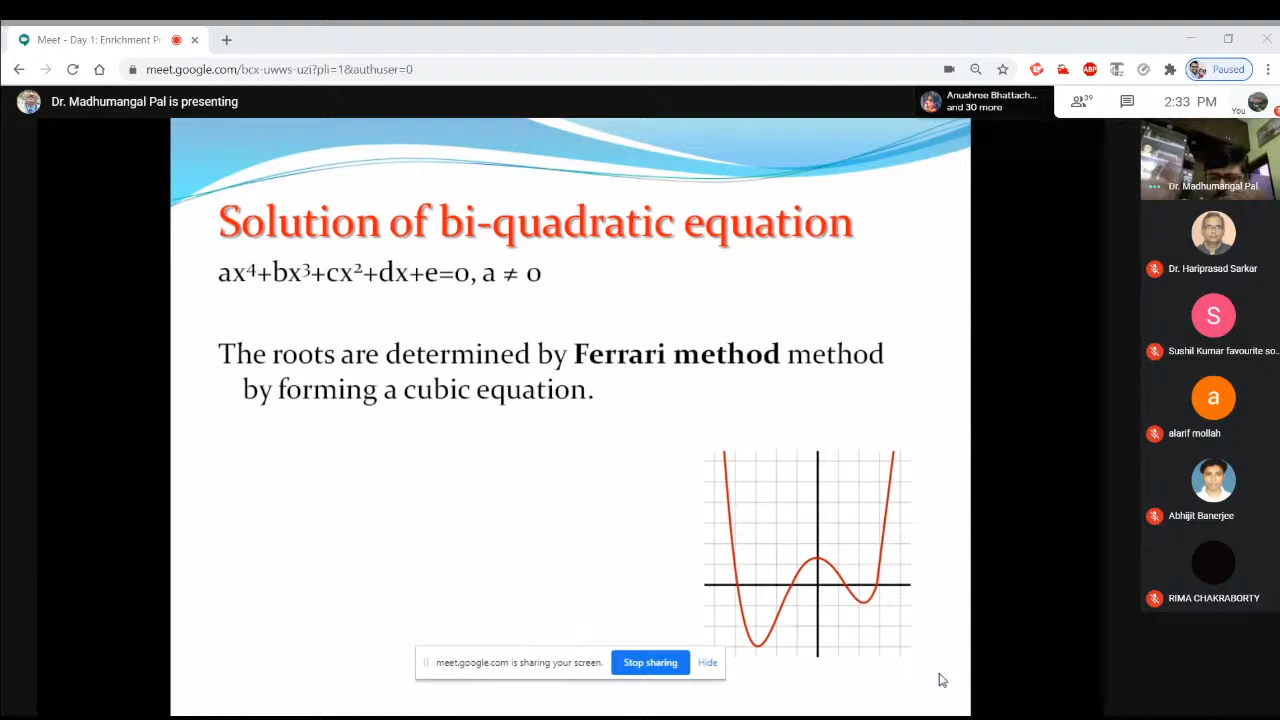 Meet - Day 1: Enrichment Pr
meet.google.com/bcx-uwws-uzi?pli=1&authuser=0
ABP
Paused
Dr. Madhumangal Pal is presenting
Anushree Bhattach...
and 30 more
39
2:33 PM
You
Solution of bi-quadratic equation
ax⁴+bx³+cx²+dx+e=0, a ≠ 0
The roots are determined by Ferrari method method
by forming a cubic equation.
meet.google.com is sharing your screen.
Stop sharing
Hide
Dr. Madhumangal Pal
Dr. Hariprasad Sarkar
S
Sushil Kumar favourite so...
a
alarif mollah
Abhijit Banerjee
RIMA CHAKRABORTY